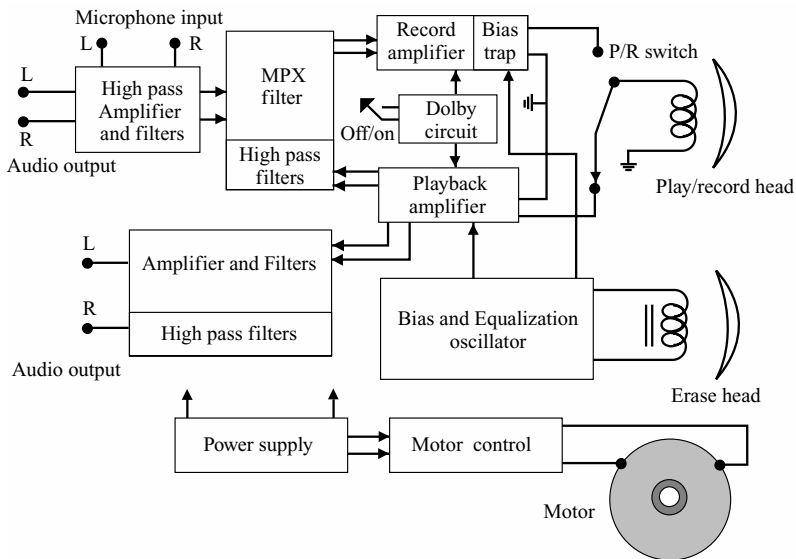 Microphone input
L
R
L
R
Audio output
High pass
Amplifier
and filters
MPX
filter
High pass
filters
Record
amplifier
Bias
trap
P/R switch
Off/on
Dolby
circuit
Playback
amplifier
Play/record head
L
R
Audio output
Amplifier and Filters
High pass filters
Bias and Equalization
oscillator
Erase head
Power supply
Motor control
Motor